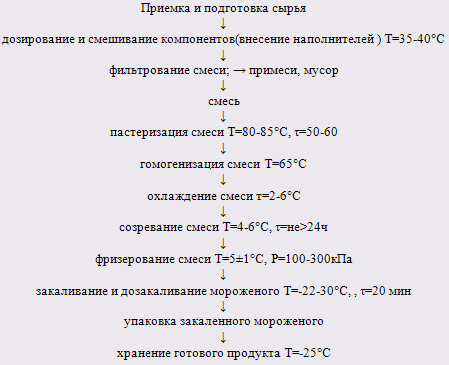 Приемка и подготовка сырья
↓
дозирование и смешивание компонентов(внесение наполнителей ) T=35-40°C
↓
фильтрование смеси; → примеси, мусор
↓
смесь
↓
пастеризация смеси T=80-85°C, τ=50-60
↓
гомогенизация смеси T=65°C
↓
охлаждение смеси τ=2-6°C
↓
созревание смеси T=4-6°C, τ=не>24ч
↓
фризерование смеси T=5±1°C, P=100-300кПа
↓
закаливание и дозакаливание мороженого T=-22-30°C, , τ=20 мин
↓
упаковка закаленного мороженого
↓
хранение готового продукта T=-25°C